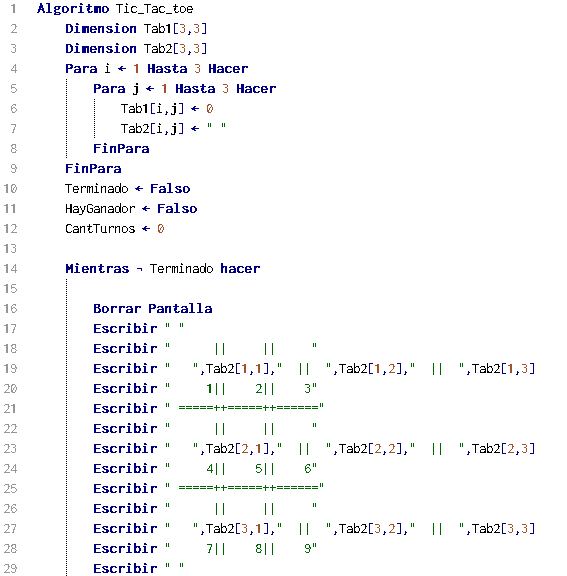 1 Algoritmo Tic_Tac_toe
2 Dimension Tab1[3,3]
3 Dimension Tab2[3,3]
4 Para i ← 1 Hasta 3 Hacer
5 Para j ← 1 Hasta 3 Hacer
6 Tab1[i,j] ← 0
7 Tab2[i,j] ← " "
8 FinPara
9 FinPara
10 Terminado ← Falso
11 HayGanador ← Falso
12 CantTurnos ← 0
13
14 Mientras ¬ Terminado hacer
15
16 Borrar Pantalla
17 Escribir " "
18 Escribir "      ||     ||     "
19 Escribir "   ",Tab2[1,1],"  ||  ",Tab2[1,2],"  ||  ",Tab2[1,3]
20 Escribir "     1||    2||    3"
21 Escribir " =====++=====++======"
22 Escribir "      ||     ||     "
23 Escribir "   ",Tab2[2,1],"  ||  ",Tab2[2,2],"  ||  ",Tab2[2,3]
24 Escribir "     4||    5||    6"
25 Escribir " =====++=====++======"
26 Escribir "      ||     ||     "
27 Escribir "   ",Tab2[3,1],"  ||  ",Tab2[3,2],"  ||  ",Tab2[3,3]
28 Escribir "     7||    8||    9"
29 Escribir " "